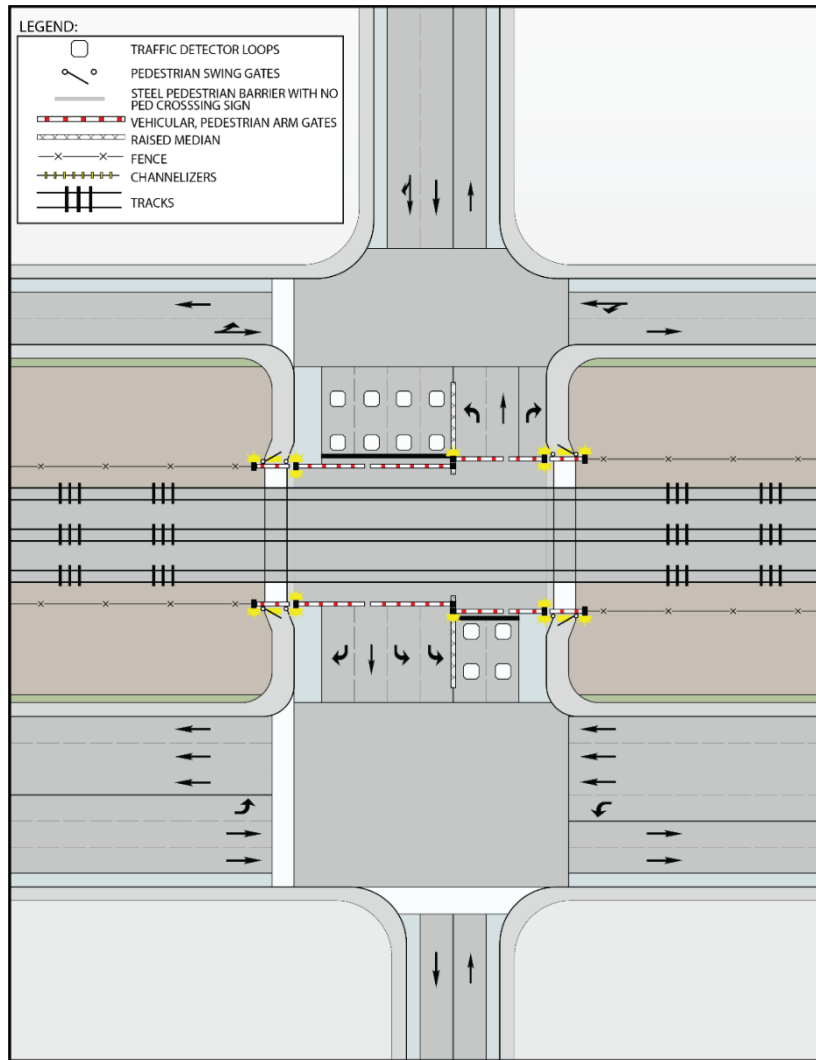 LEGEND:
TRAFFIC DETECTOR LOOPS
PEDESTRIAN SWING GATES
STEEL PEDESTRIAN BARRIER WITH NO
PED CROSSSING SIGN
VEHICULAR, PEDESTRIAN ARM GATES
RAISED MEDIAN
FENCE
CHANNELIZERS
TRACKS